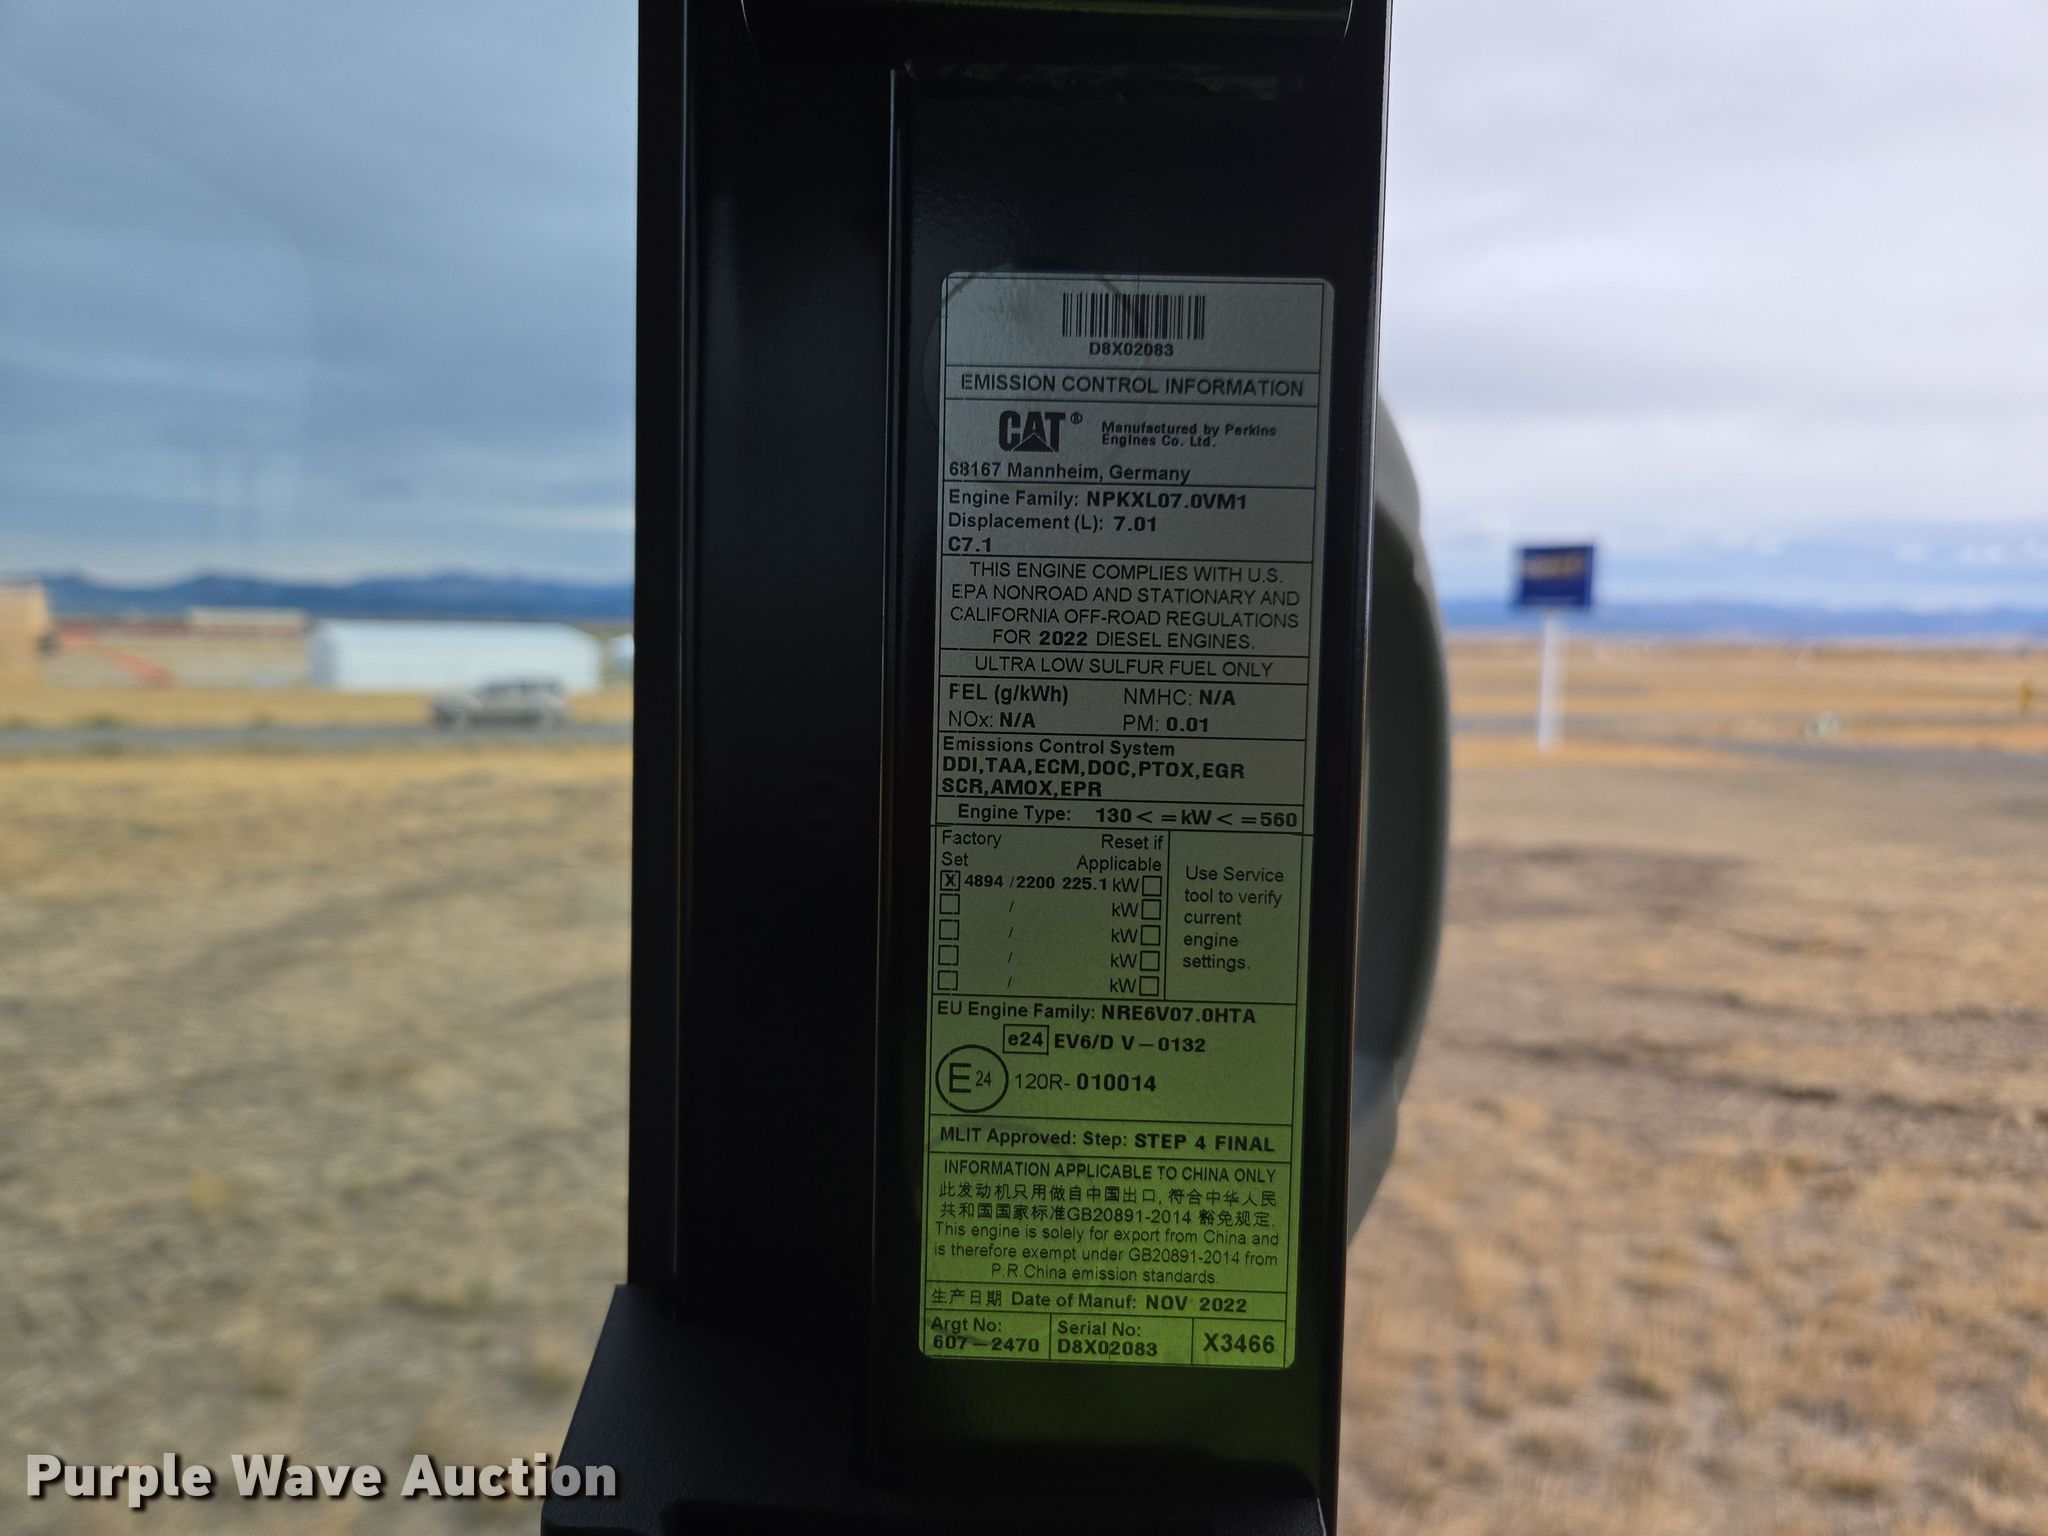 D8X02083
EMISSION CONTROL INFORMATION
CAT® Manufactured by Perkins
Engines Co. Ltd.
68167 Mannheim, Germany
Engine Family: NPKXL07.0VM1
Displacement (L): 7.01
C7.1
THIS ENGINE COMPLIES WITH U.S.
EPA NONROAD AND STATIONARY AND
CALIFORNIA OFF-ROAD REGULATIONS
FOR 2022 DIESEL ENGINES.
ULTRA LOW SULFUR FUEL ONLY
FEL (g/kWh) NMHC: N/A
NOx: N/A PM: 0.01
Emissions Control System
DDI,TAA,ECM,DOC,PTOX,EGR
SCR,AMOX,EPR
Engine Type: 130 < =kW < =560
Factory Reset if
Set Applicable
X 4894 /2200 225.1 kW
/ kW
/ kW
/ kW
/ kW
Use Service
tool to verify
current
engine
settings.
EU Engine Family: NRE6V07.0HTA
e24 EV6/D V-0132
E24 120R- 010014
MLIT Approved: Step: STEP 4 FINAL
INFORMATION APPLICABLE TO CHINA ONLY
此发动机只用做自中国出口, 符合中华人民
共和国国家标准GB20891-2014 豁免规定.
This engine is solely for export from China and
is therefore exempt under GB20891-2014 from
P.R.China emission standards.
生产日期 Date of Manuf: NOV 2022
Argt No:
607-2470
Serial No:
D8X02083
X3466
Purple Wave Auction